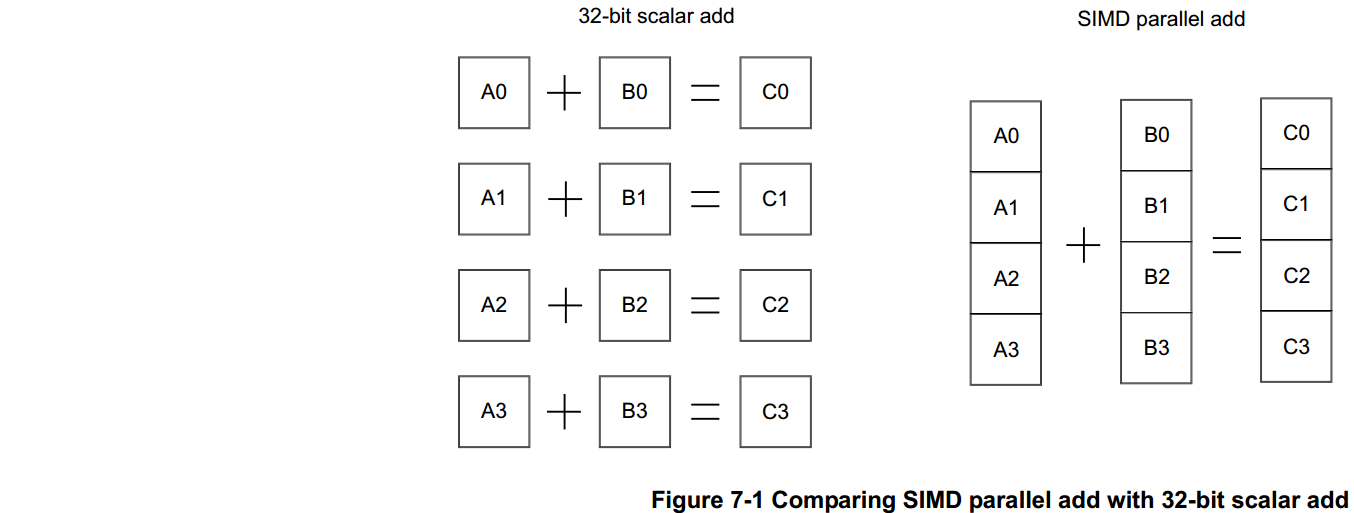 32-bit scalar add
A0 + B0 = C0
A1 + B1 = C1
A2 + B2 = C2
A3 + B3 = C3
SIMD parallel add
A0 B0 C0
A1 B1 C1
+ =
A2 B2 C2
A3 B3 C3
Figure 7-1 Comparing SIMD parallel add with 32-bit scalar add